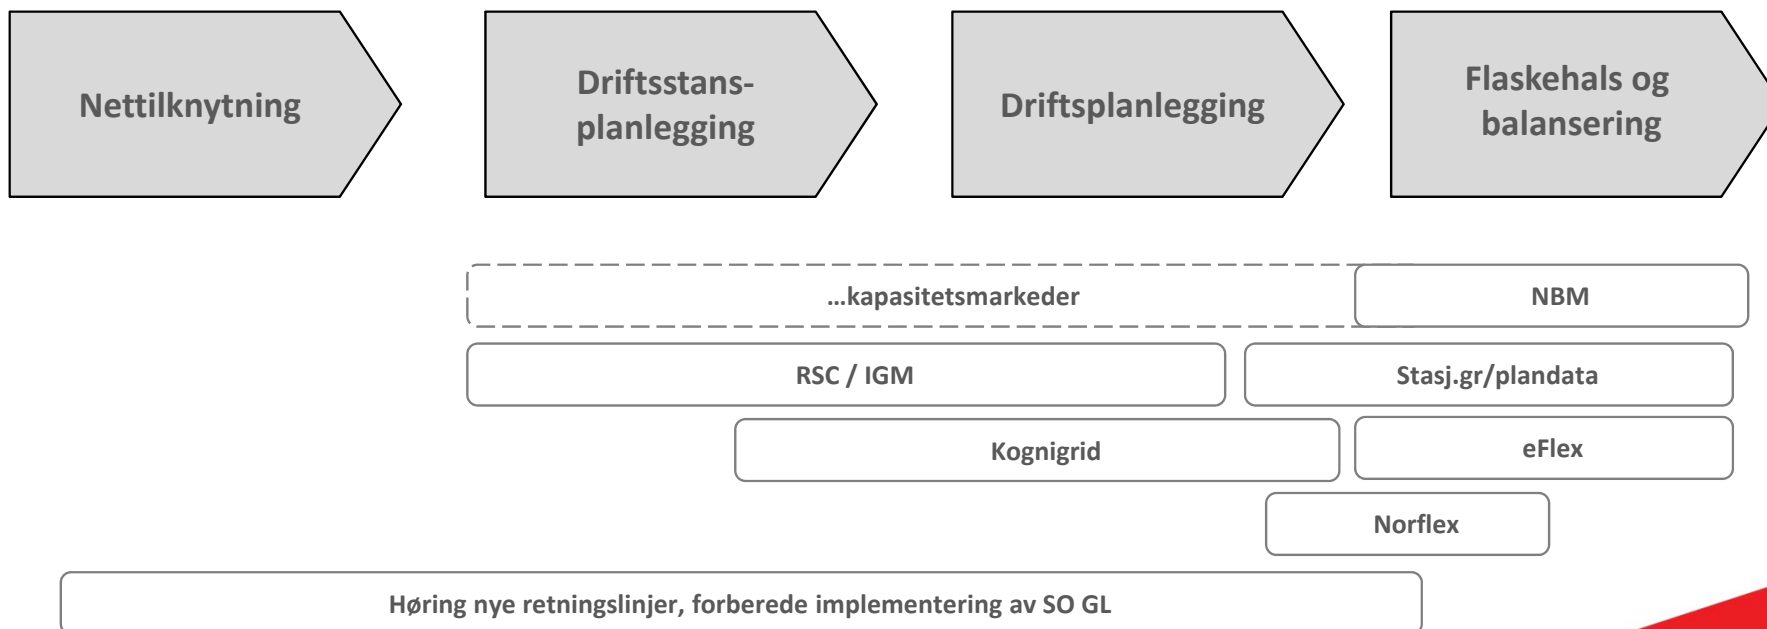 Nettilknytning
Driftsstans-
planlegging
Driftsplanlegging
Flaskehals og
balansering
...kapasitetsmarkeder
NBM
RSC / IGM
Stasj.gr/plandata
Kognigrid
eFlex
Norflex
Høring nye retningslinjer, forberede implementering av SO GL